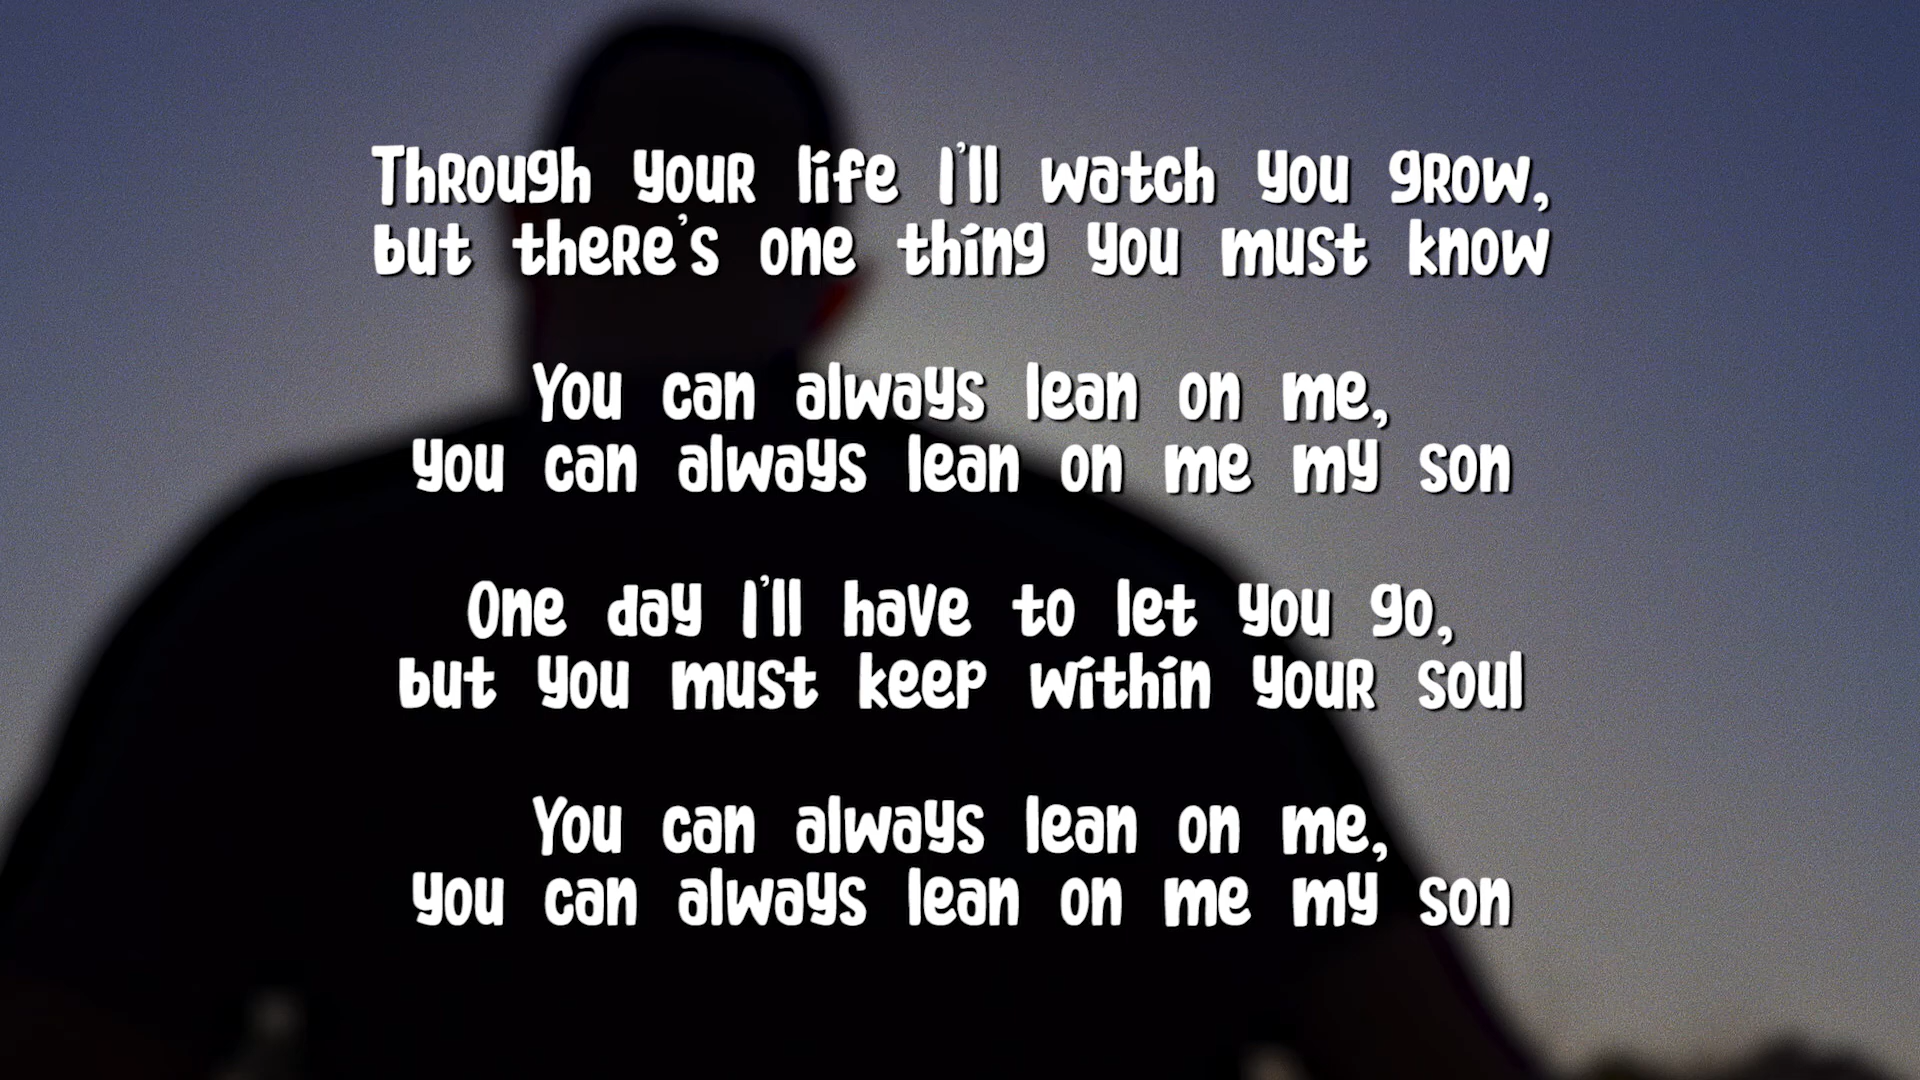 Through your life I'll watch you grow,
but there's one thing you must know
You can always lean on me,
you can always lean on me my son
One day I'll have to let you go,
but you must keep within your soul
You can always lean on me,
you can always lean on me my son